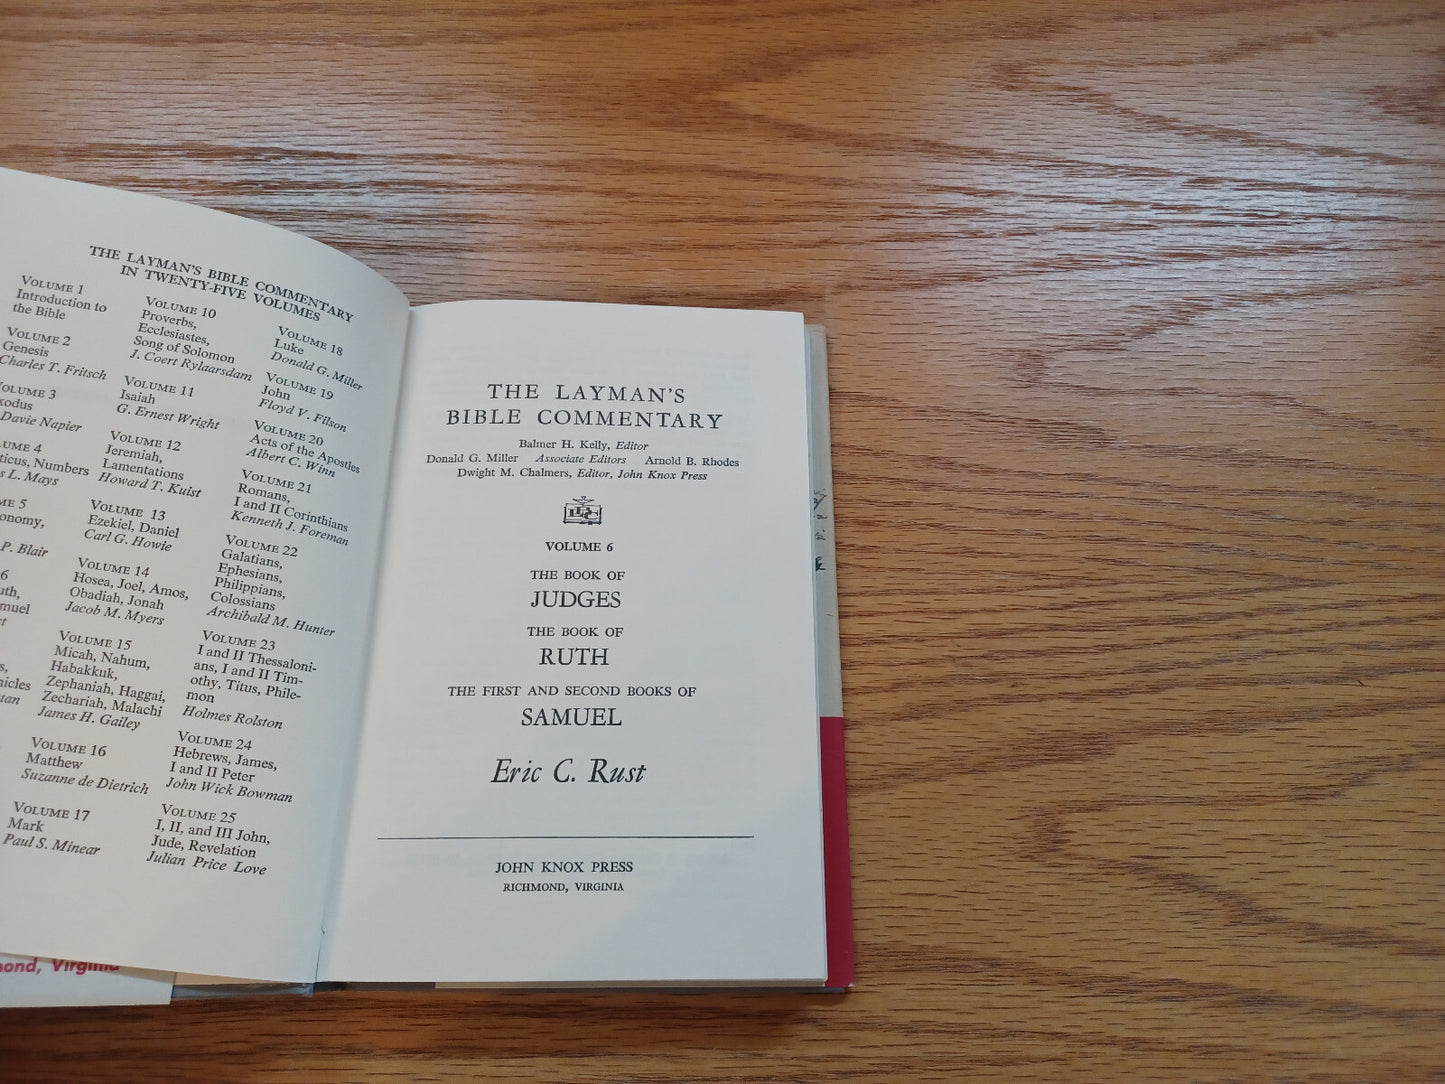 THE LAYMAN'S BIBLE COMMENTARY
IN TWENTY-FIVE VOLUMES
VOLUME 1
Introduction to
the Bible
VOLUME 2
Genesis
Charles T. Fritsch
VOLUME 3
Exodus
Davie Napier
4
Numbers
L. Mays
5
P. Blair
6
VOLUME 10
Proverbs,
Ecclesiastes,
Song of Solomon
J. Coert Rylaarsdam
VOLUME 11
Isaiah
G. Ernest Wright
VOLUME 12
Jeremiah,
Lamentations
Howard T. Kuist
VOLUME 13
Ezekiel, Daniel
Carl G. Howie
VOLUME 14
Hosea, Joel, Amos,
Obadiah, Jonah
Jacob M. Myers
VOLUME 15
Micah, Nahum,
Habakkuk,
Zephaniah, Haggai,
Zechariah, Malachi
James H. Gailey
VOLUME 16
Matthew
Suzanne de Dietrich
VOLUME 17
Mark
Paul S. Minear
VOLUME 18
Luke
Donald G. Miller
VOLUME 19
John
Floyd V. Filson
VOLUME 20
Acts of the Apostles
Albert C. Winn
VOLUME 21
Romans,
I and II Corinthians
Kenneth J. Foreman
VOLUME 22
Galatians,
Ephesians,
Philippians,
Colossians
Archibald M. Hunter
VOLUME 23
I and II Thessaloni-
ans, I and II Tim-
othy, Titus, Phile-
mon
Holmes Rolston
VOLUME 24
Hebrews, James,
I and II Peter
John Wick Bowman
VOLUME 25
I, II, and III John,
Jude, Revelation
Julian Price Love
Virginia
THE LAYMAN'S
BIBLE COMMENTARY
Balmer H. Kelly, Editor
Donald G. Miller Associate Editors Arnold B. Rhodes
Dwight M. Chalmers, Editor, John Knox Press
VOLUME 6
THE BOOK OF
JUDGES
THE BOOK OF
RUTH
THE FIRST AND SECOND BOOKS OF
SAMUEL
Eric C. Rust
JOHN KNOX PRESS
RICHMOND, VIRGINIA